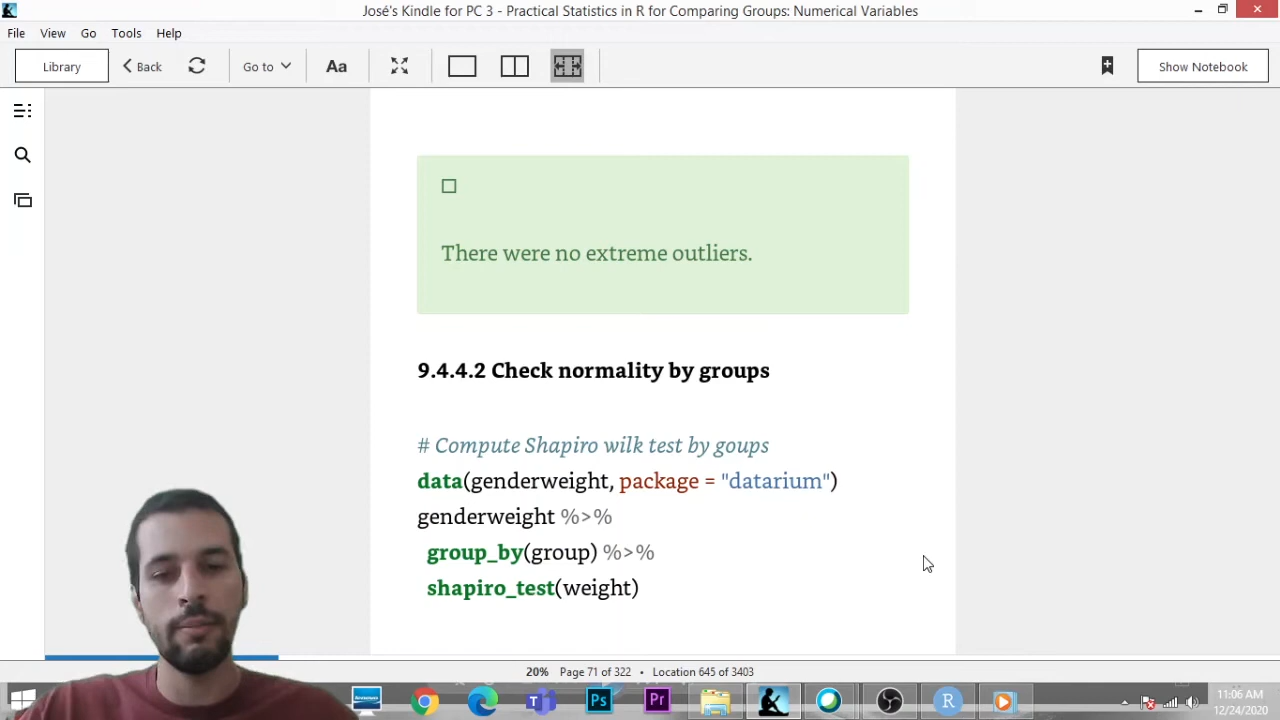 José's Kindle for PC 3 - Practical Statistics in R for Comparing Groups: Numerical Variables
File View Go Tools Help
Library Back Go to Aa Show Notebook
There were no extreme outliers.
9.4.4.2 Check normality by groups
# Compute Shapiro wilk test by goups
data(genderweight, package = "datarium")
genderweight %>%
group_by(group) %>%
shapiro_test(weight)
20% Page 71 of 322 • Location 645 of 3403
Lenovo Ps Pr R
11:06 AM
12/24/2020